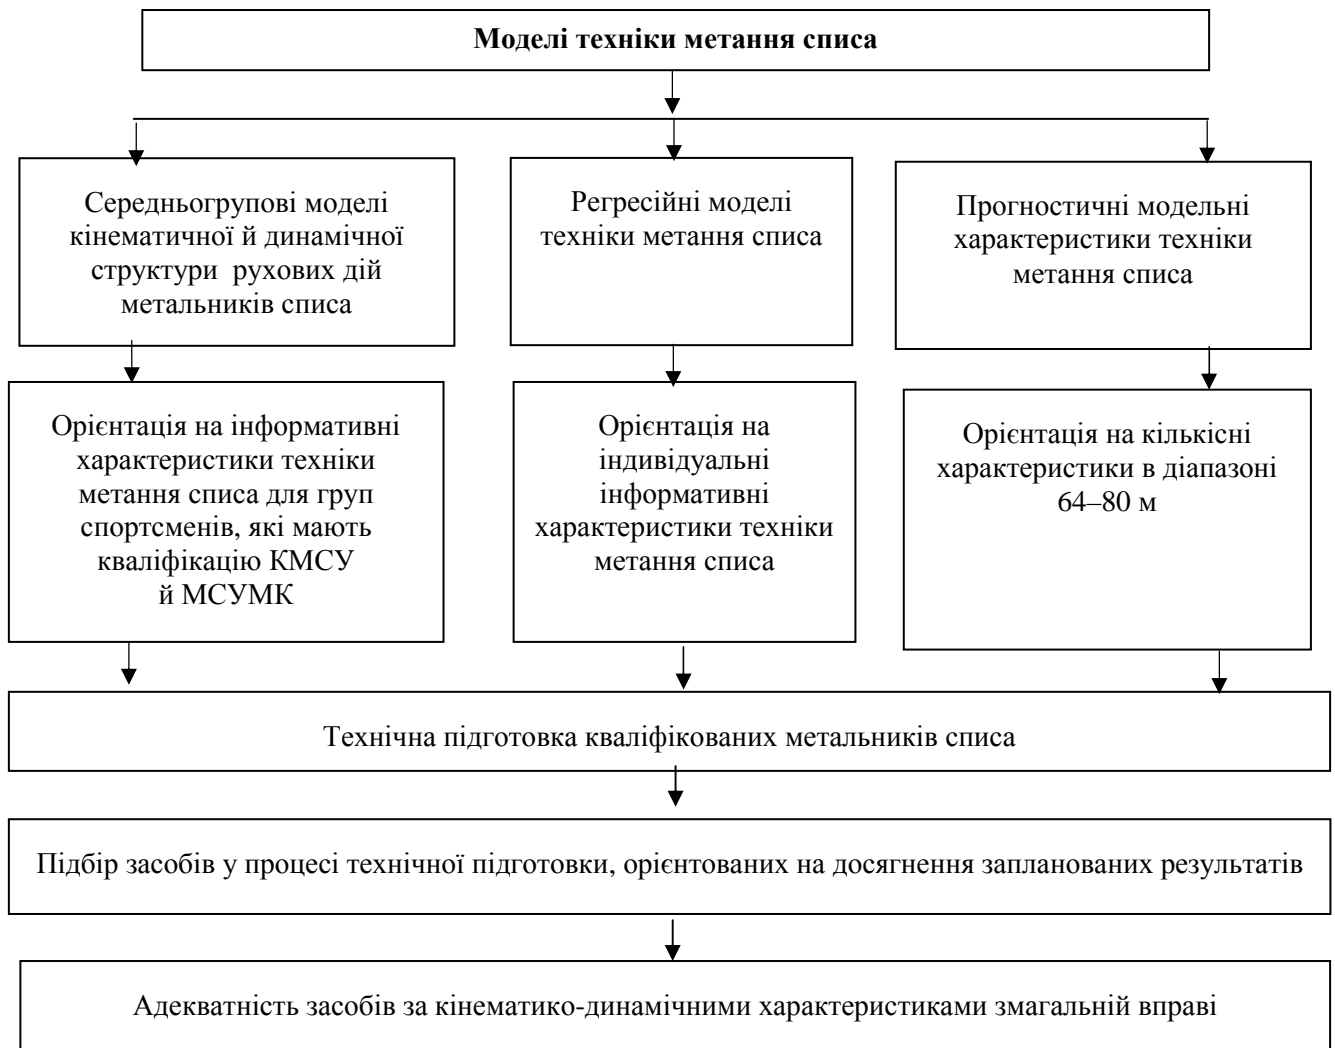 Моделі техніки метання списа
Середньогрупові моделі
кінематичної й динамічної
структури рухових дій
метальників списа
Регресійні моделі
техніки метання списа
Прогностичні модельні
характеристики техніки
метання списа
Орієнтація на інформативні
характеристики техніки
метання списа для груп
спортсменів, які мають
кваліфікацію КМСУ
й МСУМК
Орієнтація на
індивідуальні
інформативні
характеристики техніки
метання списа
Орієнтація на кількісні
характеристики в діапазоні
64–80 м
Технічна підготовка кваліфікованих метальників списа
Підбір засобів у процесі технічної підготовки, орієнтованих на досягнення запланованих результатів
Адекватність засобів за кінематико-динамічними характеристиками змагальній вправі